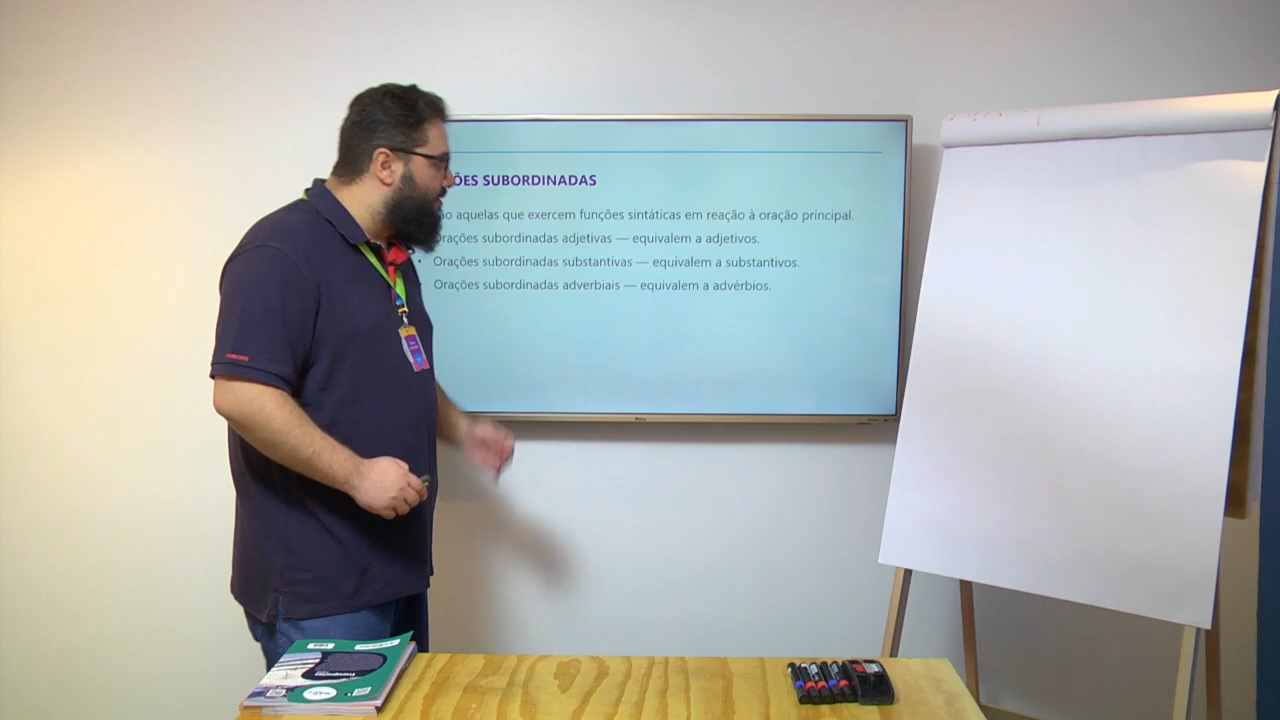 ÕES SUBORDINADAS
ão aquelas que exercem funções sintáticas em reação à oração principal.
Orações subordinadas adjetivas — equivalem a adjetivos.
• Orações subordinadas substantivas — equivalem a substantivos.
Orações subordinadas adverbiais — equivalem a advérbios.